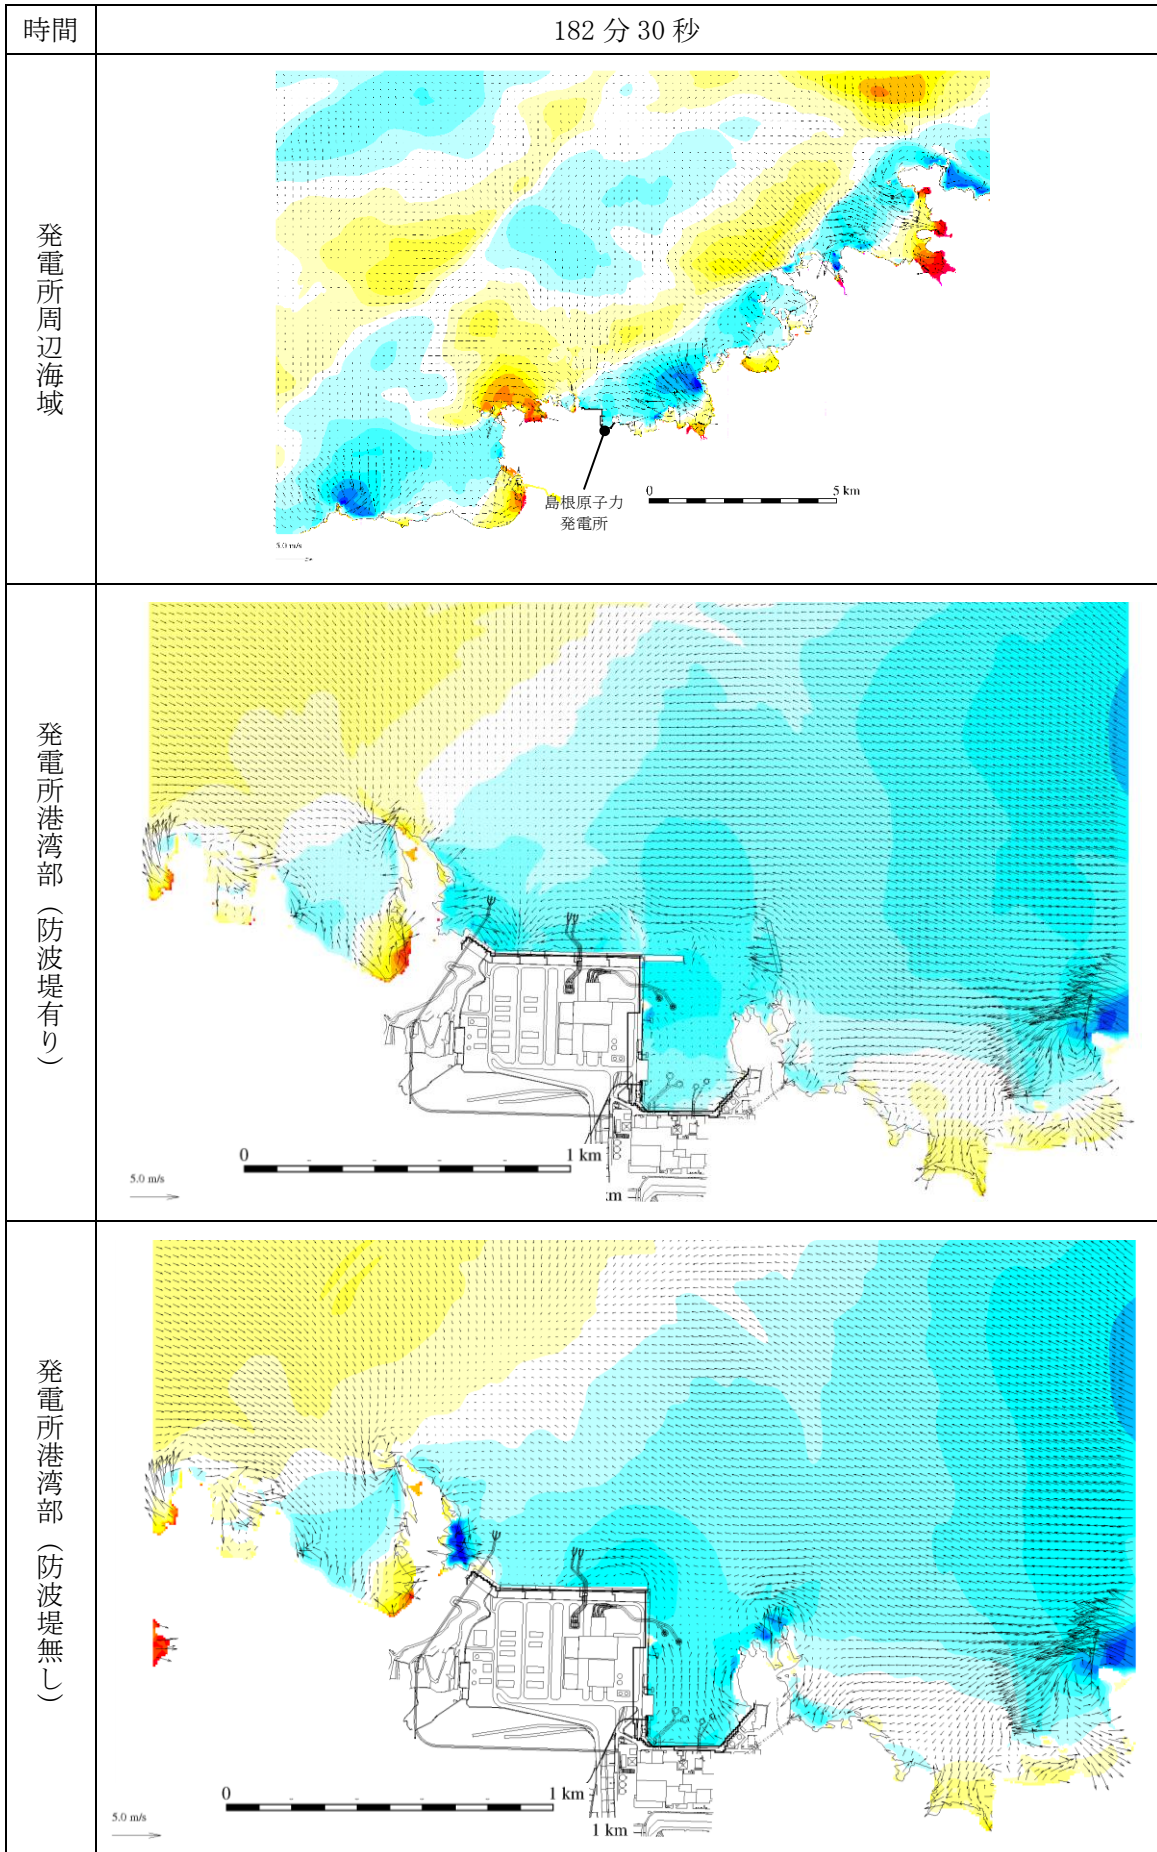 時間
182 分 30 秒
発電所周辺海域
島根原子力
発電所
0
5 km
5.0 m/s
発電所港湾部（防波堤有り）
0
1 km
5.0 m/s
km
発電所港湾部（防波堤無し）
0
1 km
5.0 m/s
1 km